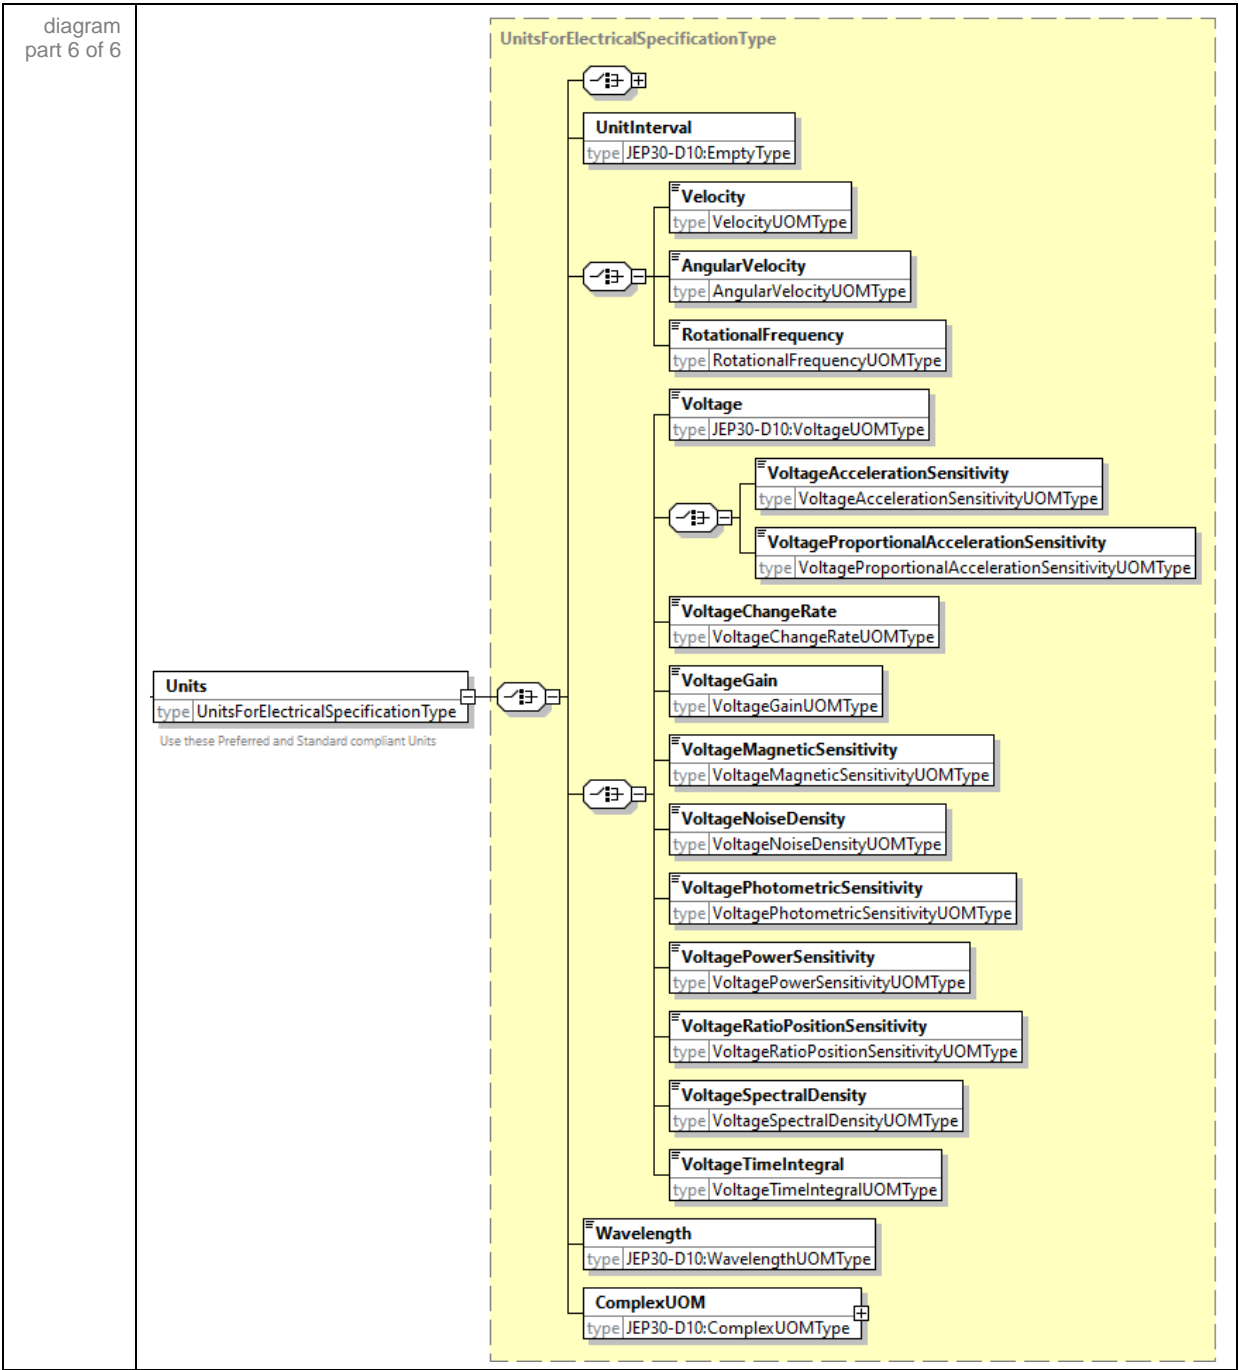 diagram
part 6 of 6
UnitsForElectricalSpecificationType
UnitInterval
type JEP30-D10:EmptyType
Velocity
type VelocityUOMType
AngularVelocity
type AngularVelocityUOMType
RotationalFrequency
type RotationalFrequencyUOMType
Voltage
type JEP30-D10:VoltageUOMType
VoltageAccelerationSensitivity
type VoltageAccelerationSensitivityUOMType
VoltageProportionalAccelerationSensitivity
type VoltageProportionalAccelerationSensitivityUOMType
VoltageChangeRate
type VoltageChangeRateUOMType
Units
type UnitsForElectricalSpecificationType
Use these Preferred and Standard compliant Units
VoltageGain
type VoltageGainUOMType
VoltageMagneticSensitivity
type VoltageMagneticSensitivityUOMType
VoltageNoiseDensity
type VoltageNoiseDensityUOMType
VoltagePhotometricSensitivity
type VoltagePhotometricSensitivityUOMType
VoltagePowerSensitivity
type VoltagePowerSensitivityUOMType
VoltageRatioPositionSensitivity
type VoltageRatioPositionSensitivityUOMType
VoltageSpectralDensity
type VoltageSpectralDensityUOMType
VoltageTimeIntegral
type VoltageTimeIntegralUOMType
Wavelength
type JEP30-D10:WavelengthUOMType
ComplexUOM
type JEP30-D10:ComplexUOMType